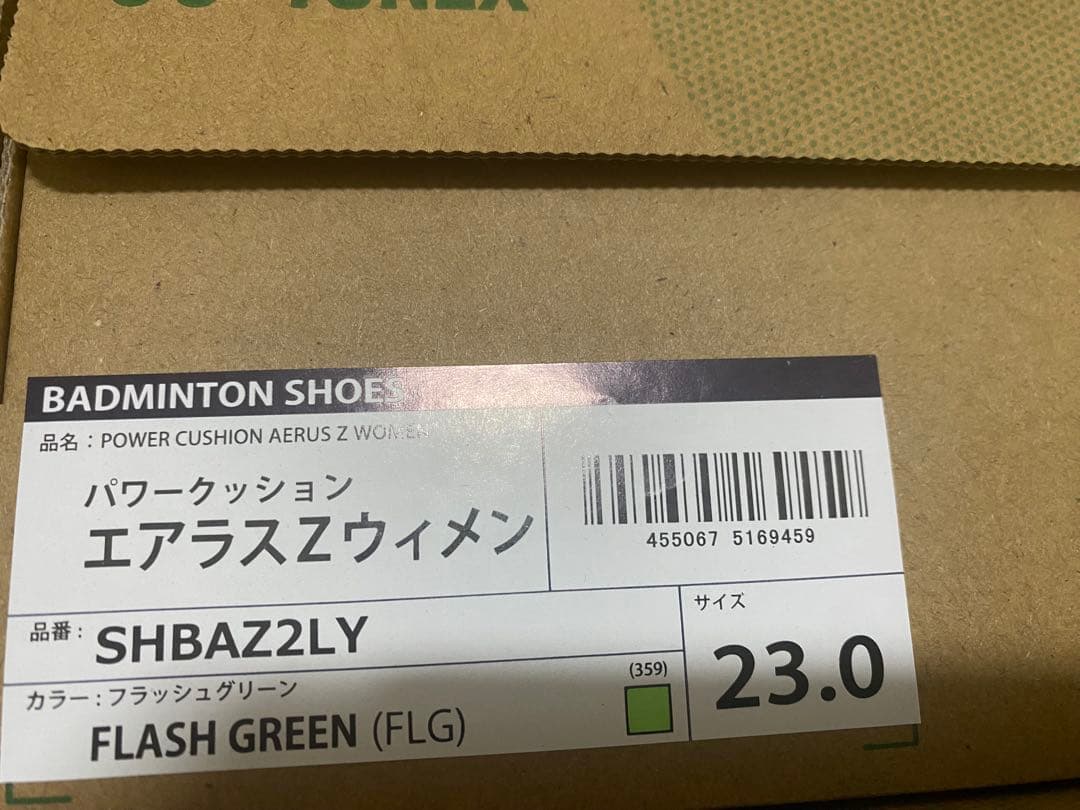 YONEX
BADMINTON SHOES
品名：POWER CUSHION AERUS Z WOMEN
パワークッション
エアラスZウィメン
455067 5169459
品番：SHBAZ2LY
サイズ
23.0
カラー：フラッシュグリーン
(359)
FLASH GREEN (FLG)